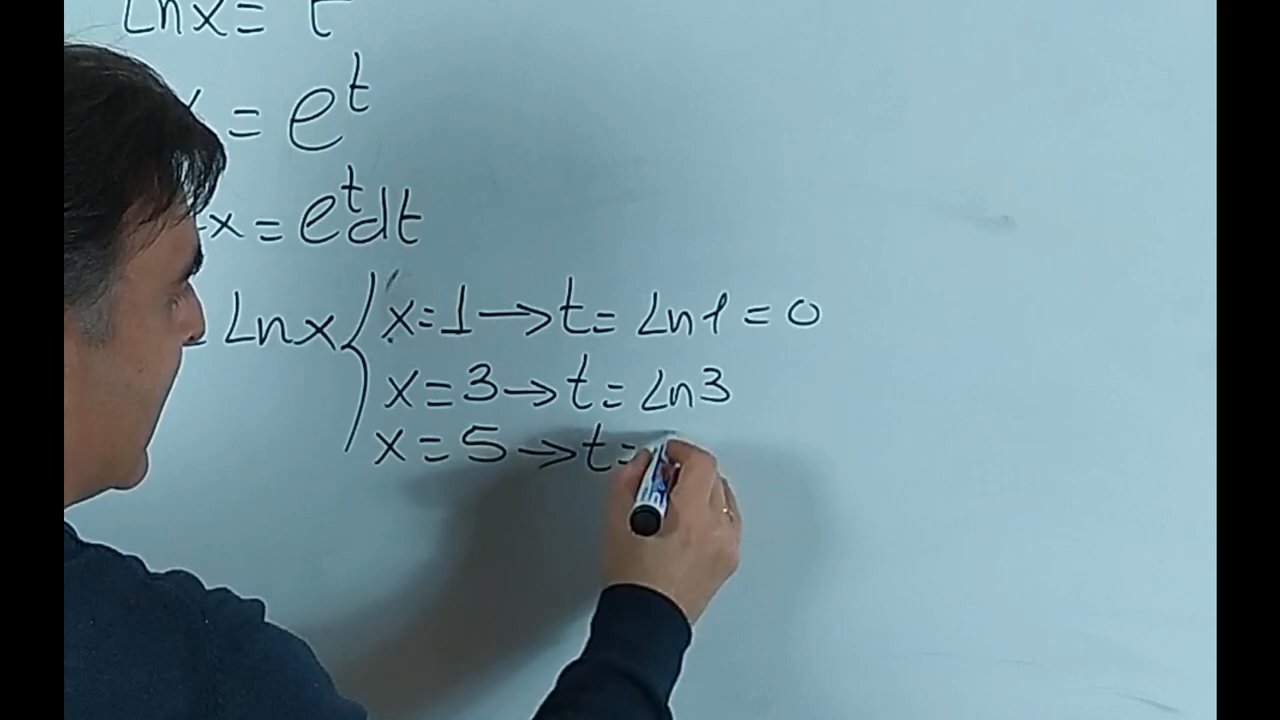 Lnx = t
= e^t
x = e^t dt
Lnx { x=1 → t = Ln1 = 0
x = 3 → t = Ln3
x = 5 → t =